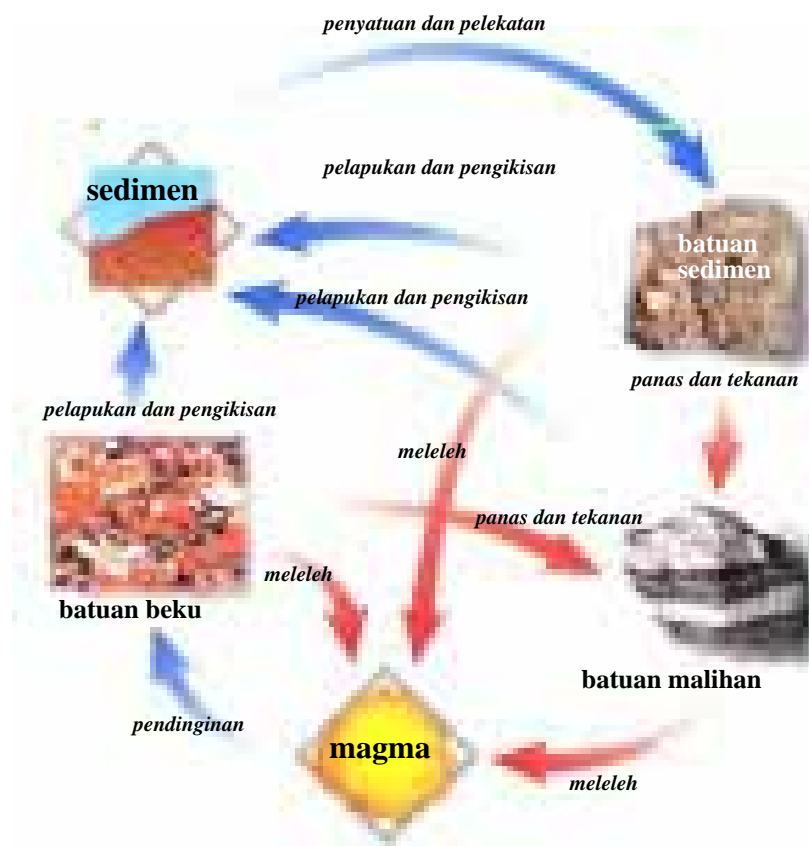 penyatuan dan pelekatan
pelapukan dan pengikisan
sedimen
batuan
sedimen
pelapukan dan pengikisan
panas dan tekanan
pelapukan dan pengikisan
meleleh
panas dan tekanan
meleleh
batuan beku
batuan malihan
pendinginan
magma
meleleh